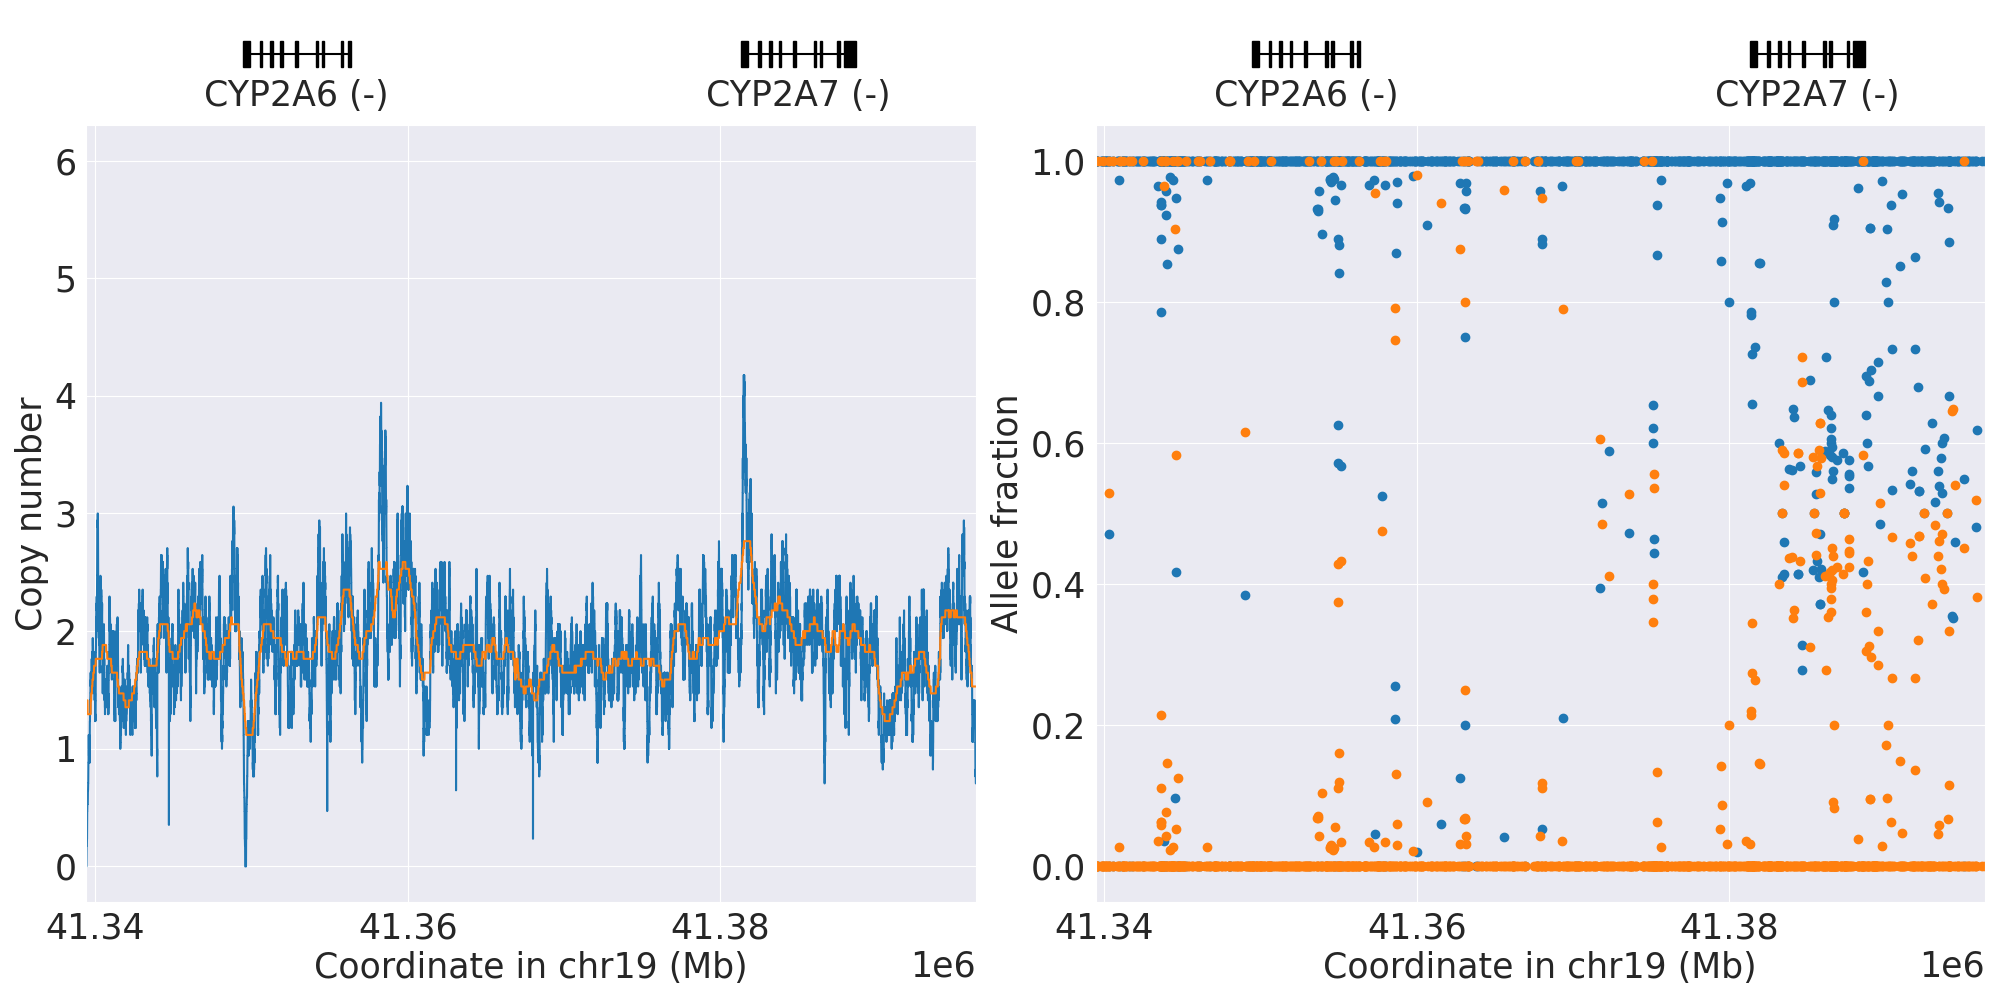 CYP2A6 (-)
CYP2A7 (-)
6
5
4
3
2
1
0
Copy number
41.34
41.36
41.38
Coordinate in chr19 (Mb)
1e6
CYP2A6 (-)
CYP2A7 (-)
1.0
0.8
0.6
0.4
0.2
0.0
Allele fraction
41.34
41.36
41.38
Coordinate in chr19 (Mb)
1e6